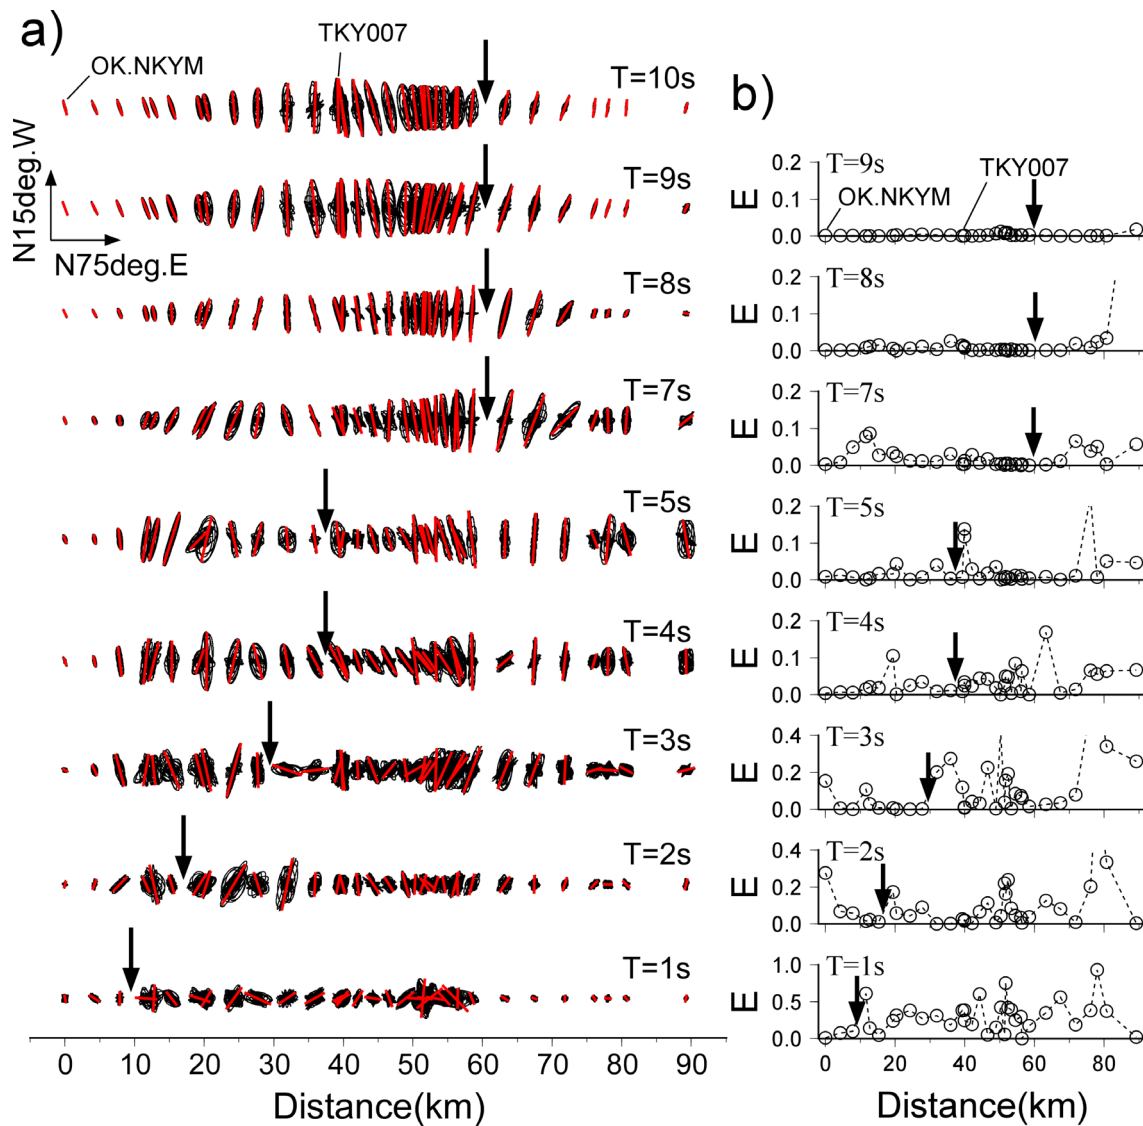 a)
OK.NKYM
TKY007
T=10s
N15deg.W
N75deg.E
T=9s
T=8s
T=7s
T=5s
T=4s
T=3s
T=2s
T=1s
0 10 20 30 40 50 60 70 80 90
Distance(km)
b)
0.2
T=9s
TKY007
OK.NKYM
0.1
E
0.0
0.2
T=8s
0.1
E
0.0
0.2
T=7s
0.1
E
0.0
0.2
T=5s
0.1
E
0.0
0.2
T=4s
0.1
E
0.0
0.4
T=3s
0.2
E
0.0
0.4
T=2s
0.2
E
0.0
1.0
T=1s
0.5
E
0.0
0 20 40 60 80
Distance(km)